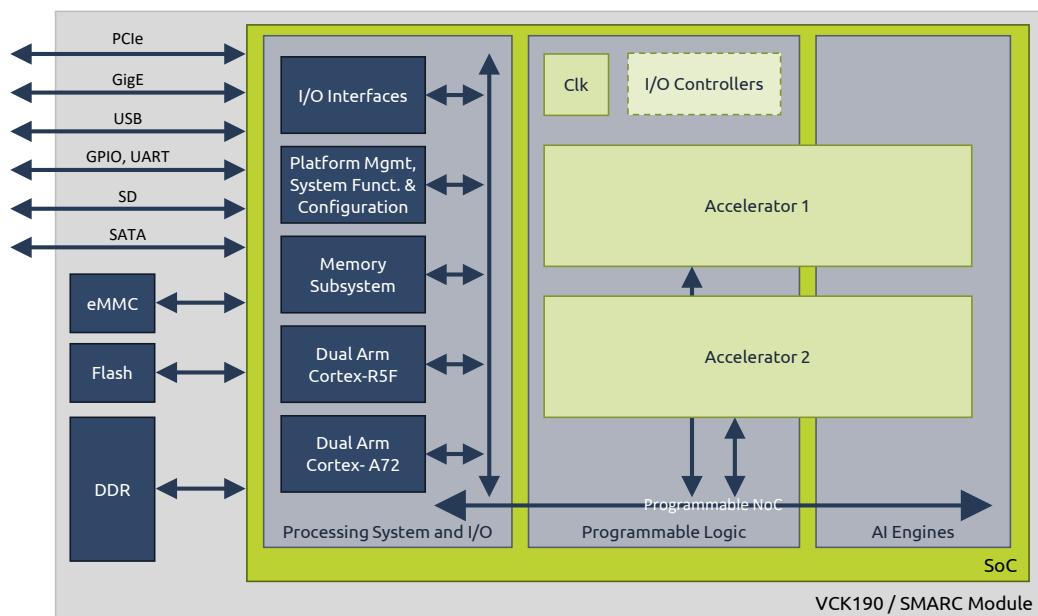 PCIe
GigE
USB
GPIO, UART
SD
SATA
eMMC
Flash
DDR
I/O Interfaces
Platform Mgmt,
System Funct. &
Configuration
Memory
Subsystem
Dual Arm
Cortex-R5F
Dual Arm
Cortex- A72
Processing System and I/O
Clk
I/O Controllers
Accelerator 1
Accelerator 2
Programmable NoC
Programmable Logic
AI Engines
SoC
VCK190 / SMARC Module